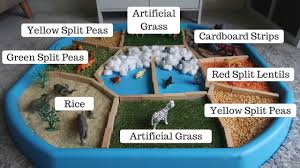 Artificial
Grass
Yellow Split Peas
Cardboard Strips
Green Split Peas
Red Split Lentils
Rice
Yellow Split Peas
Artificial Grass